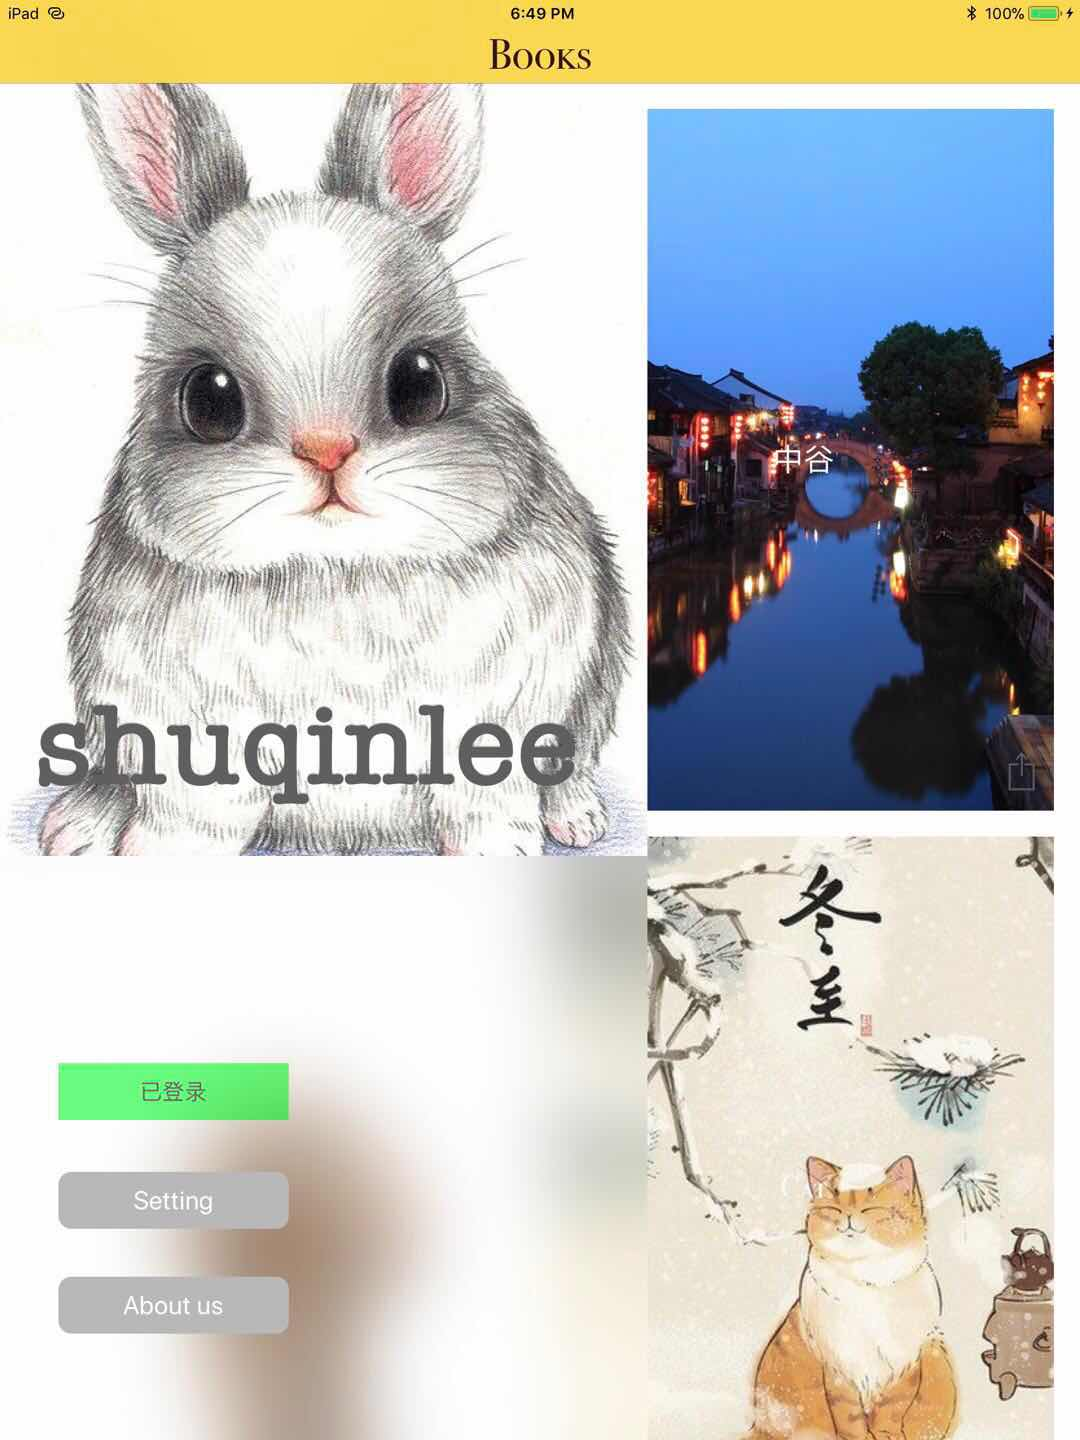 iPad
6:49 PM
100%
Books
shuqinlee
中谷
冬
至
已登录
Setting
About us